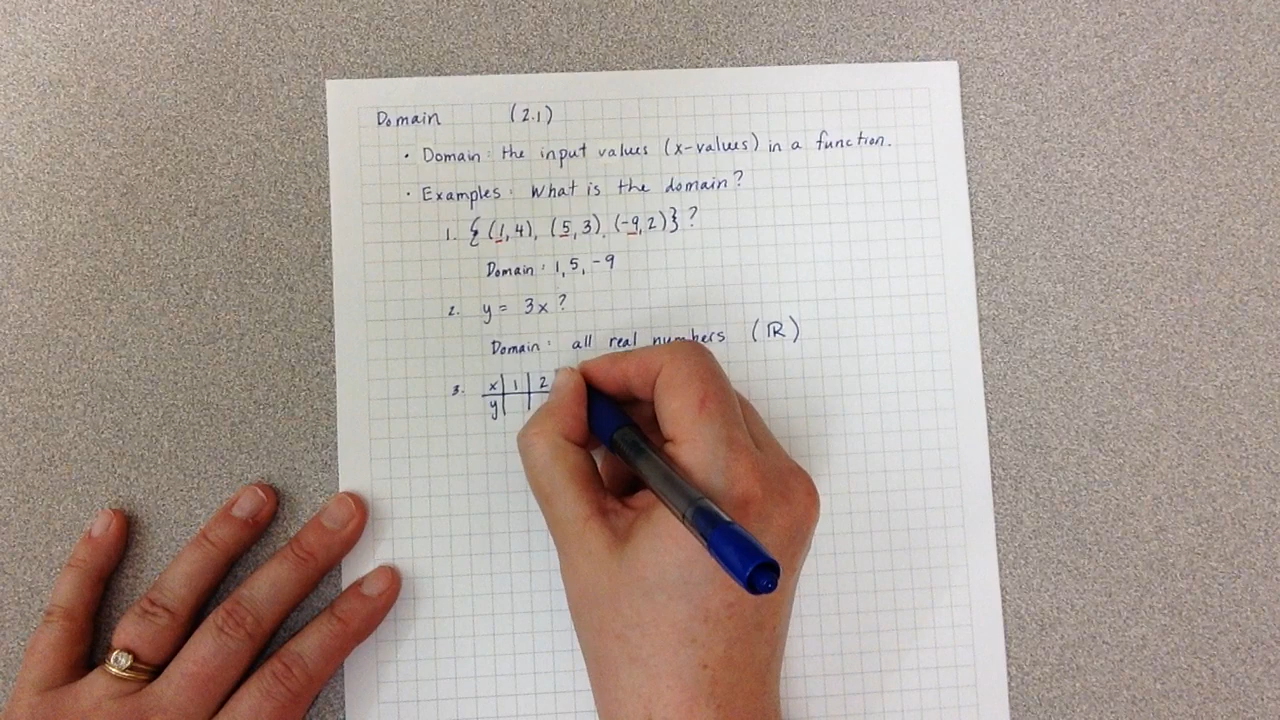 Domain (2.1)
· Domain: the input values (x-values) in a function.
· Examples: What is the domain?
1. {(1,4), (5,3), (-9,2)}?
Domain: 1, 5, -9
2. y = 3x?
Domain: all real numbers (ℝ)
3. x 1 2
y